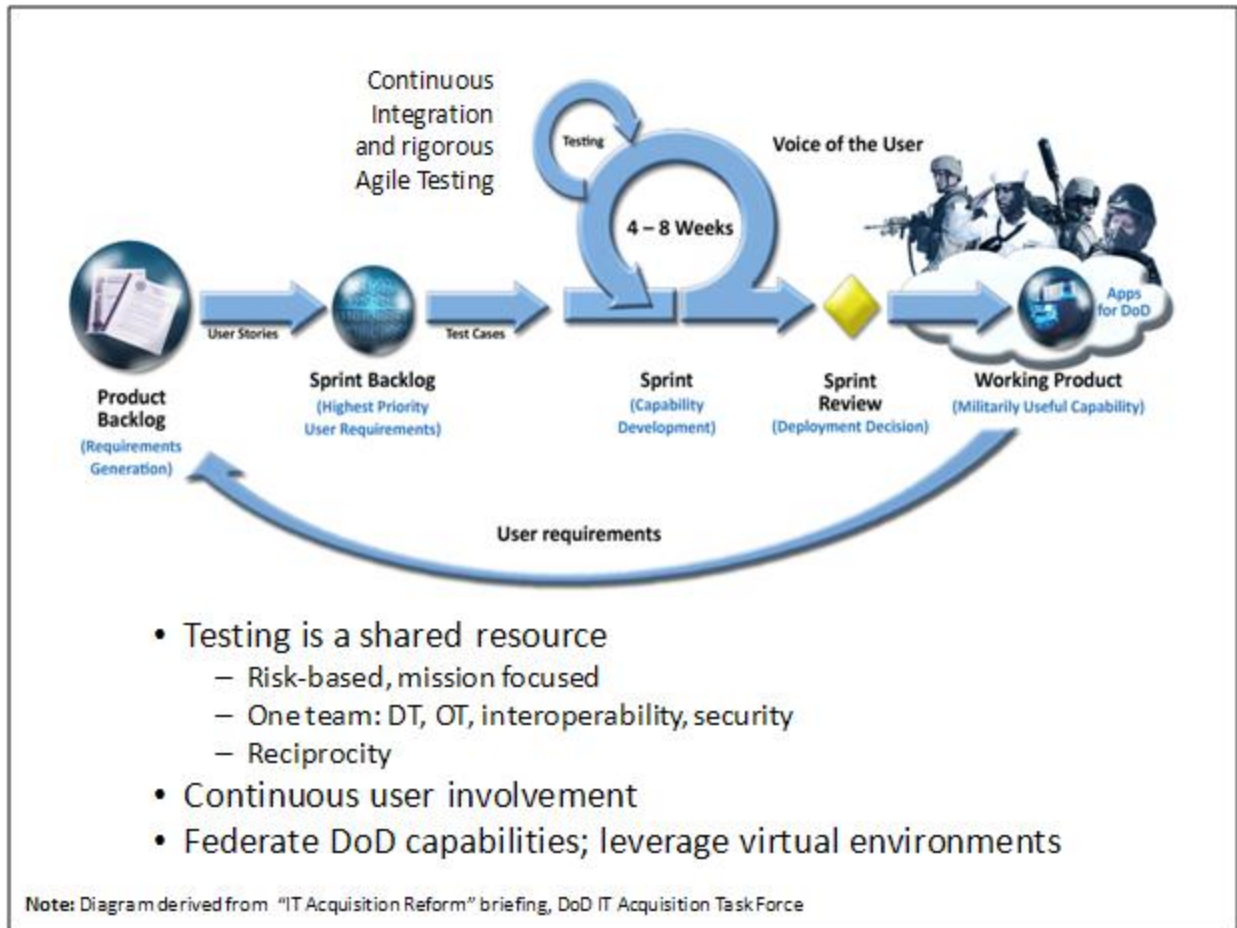 Continuous
Integration
and rigorous
Agile Testing
Testing
4 – 8 Weeks
Voice of the User
Apps
for DoD
User Stories
Test Cases
Product
Backlog
(Requirements
Generation)
Sprint Backlog
(Highest Priority
User Requirements)
Sprint
(Capability
Development)
Sprint
Review
(Deployment Decision)
Working Product
(Militarily Useful Capability)
User requirements
• Testing is a shared resource
– Risk-based, mission focused
– One team: DT, OT, interoperability, security
– Reciprocity
• Continuous user involvement
• Federate DoD capabilities; leverage virtual environments
Note: Diagram derived from "IT Acquisition Reform" briefing, DoD IT Acquisition Task Force